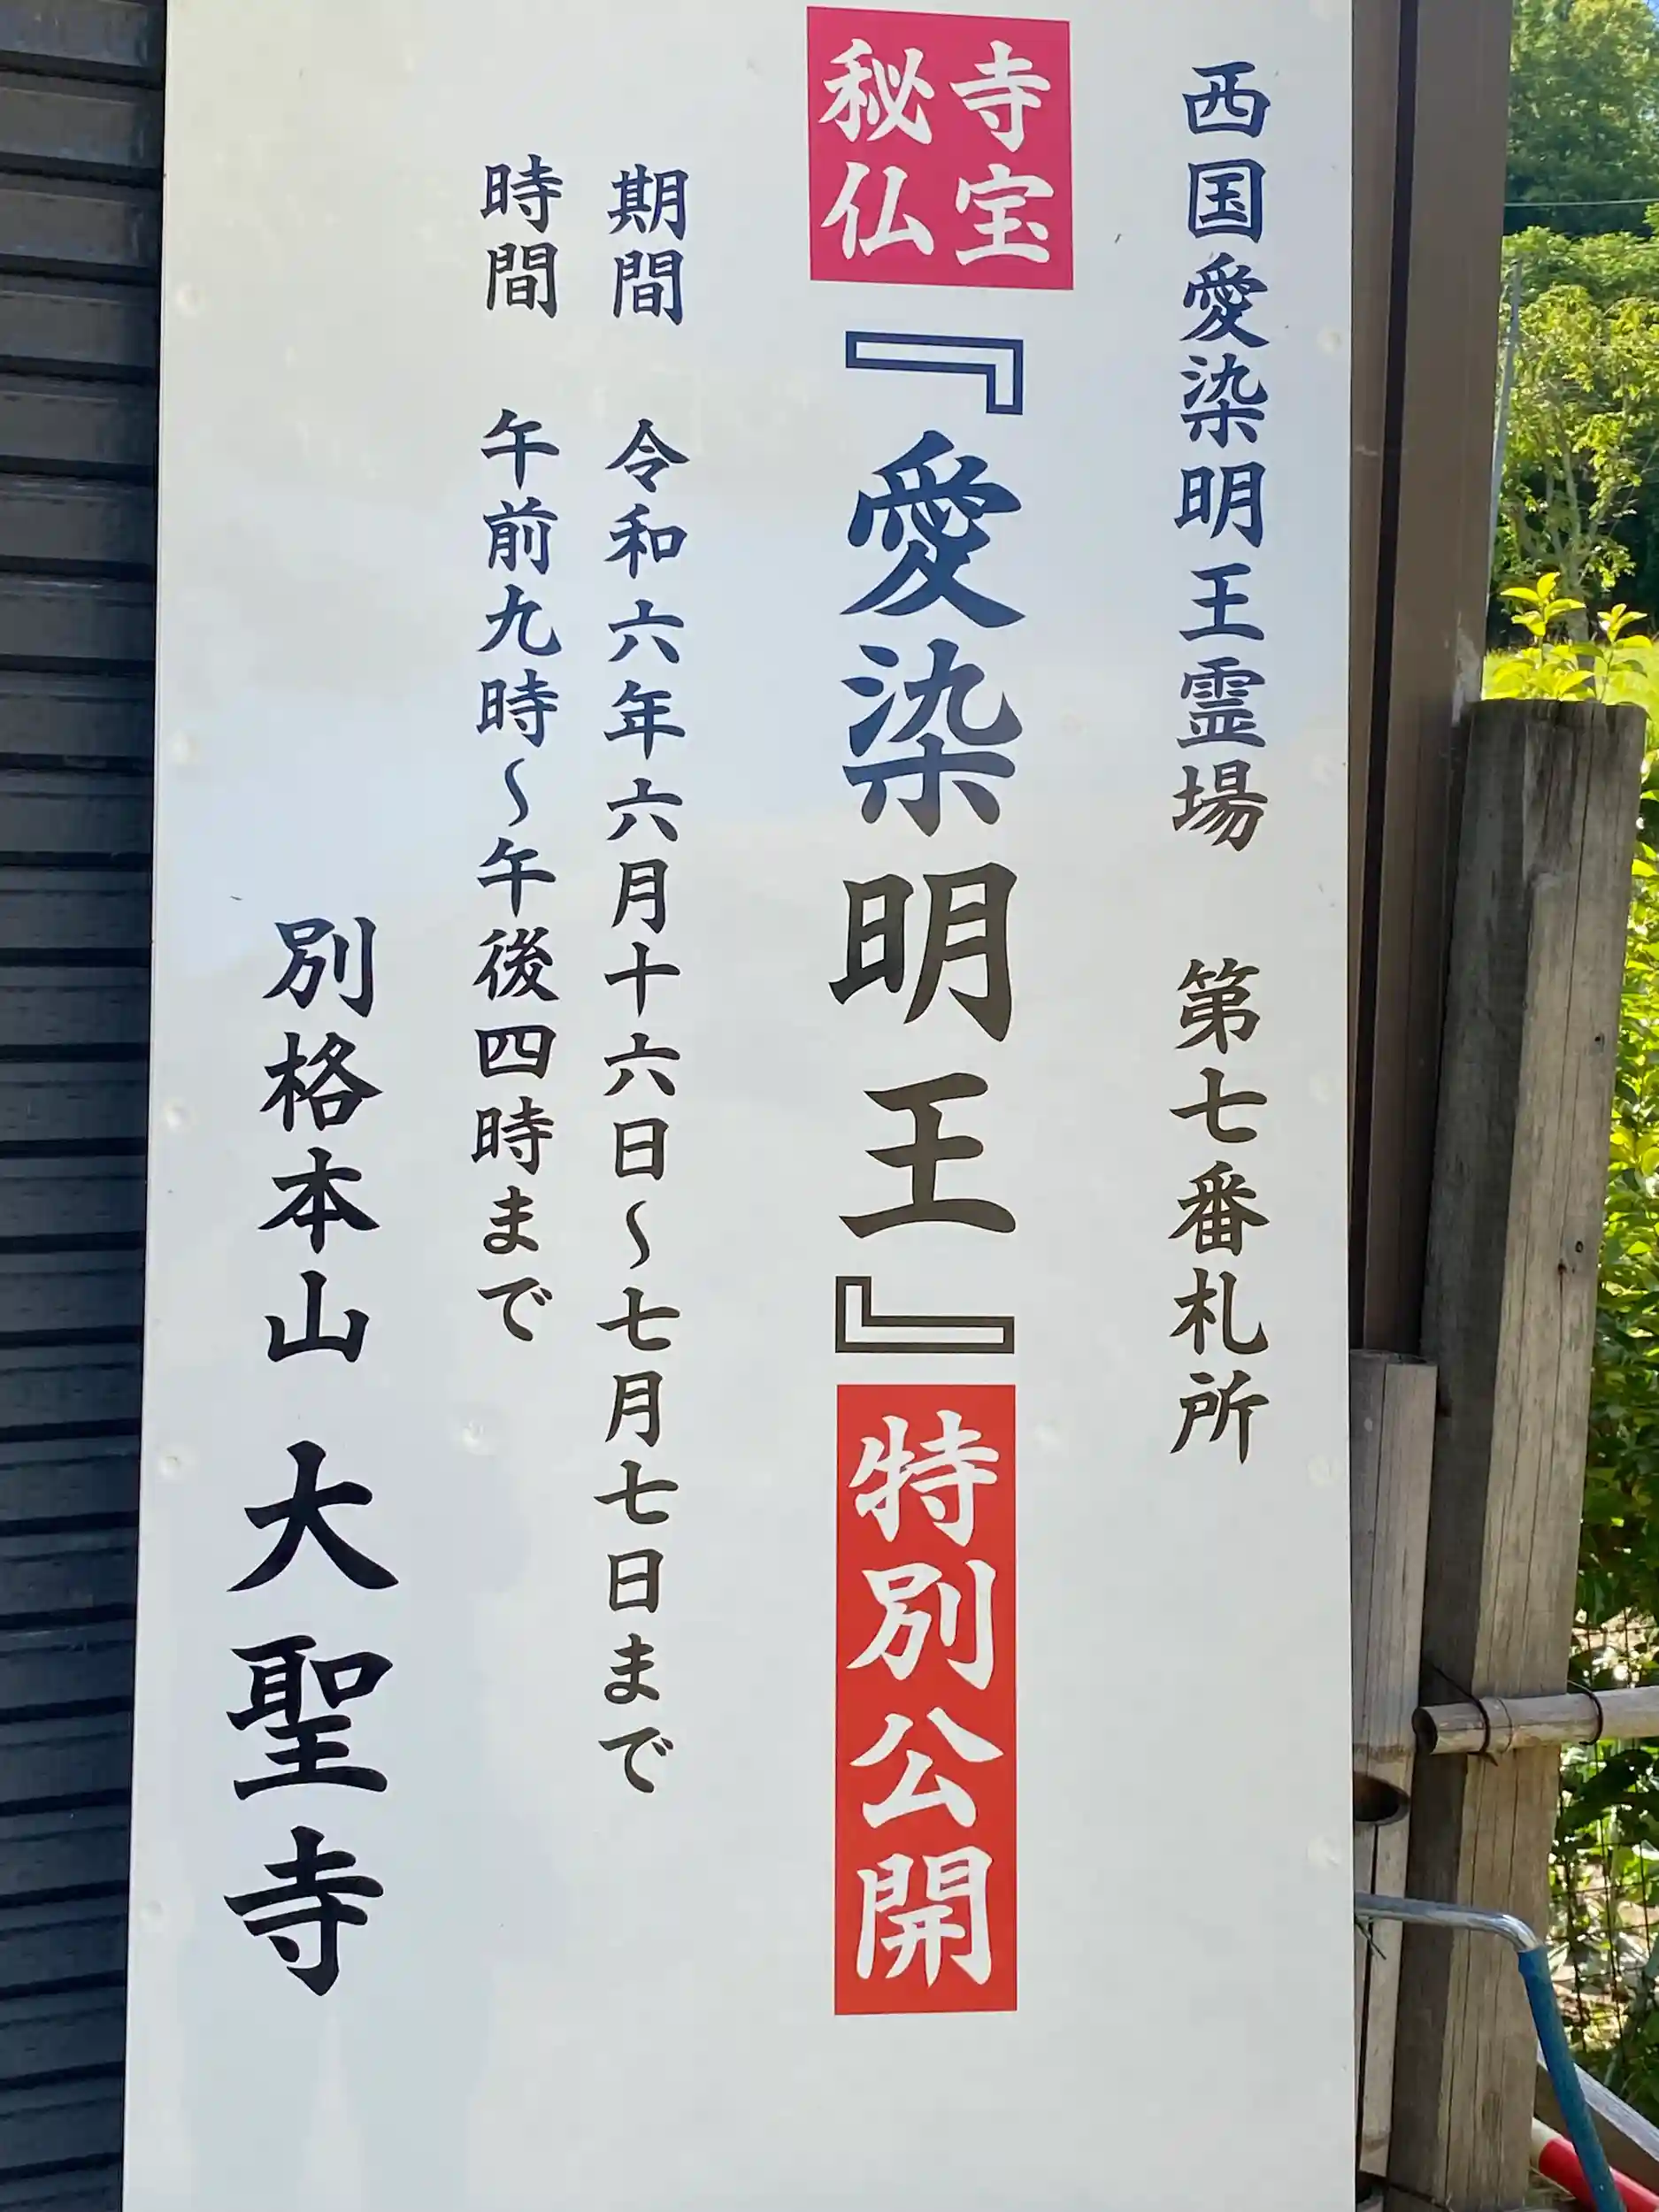 西国愛染明王霊場　第七番札所
寺宝
秘仏
『愛染明王』特別公開
期間　令和六年六月十六日～七月七日まで
時間　午前九時～午後四時まで
別格本山　大聖寺